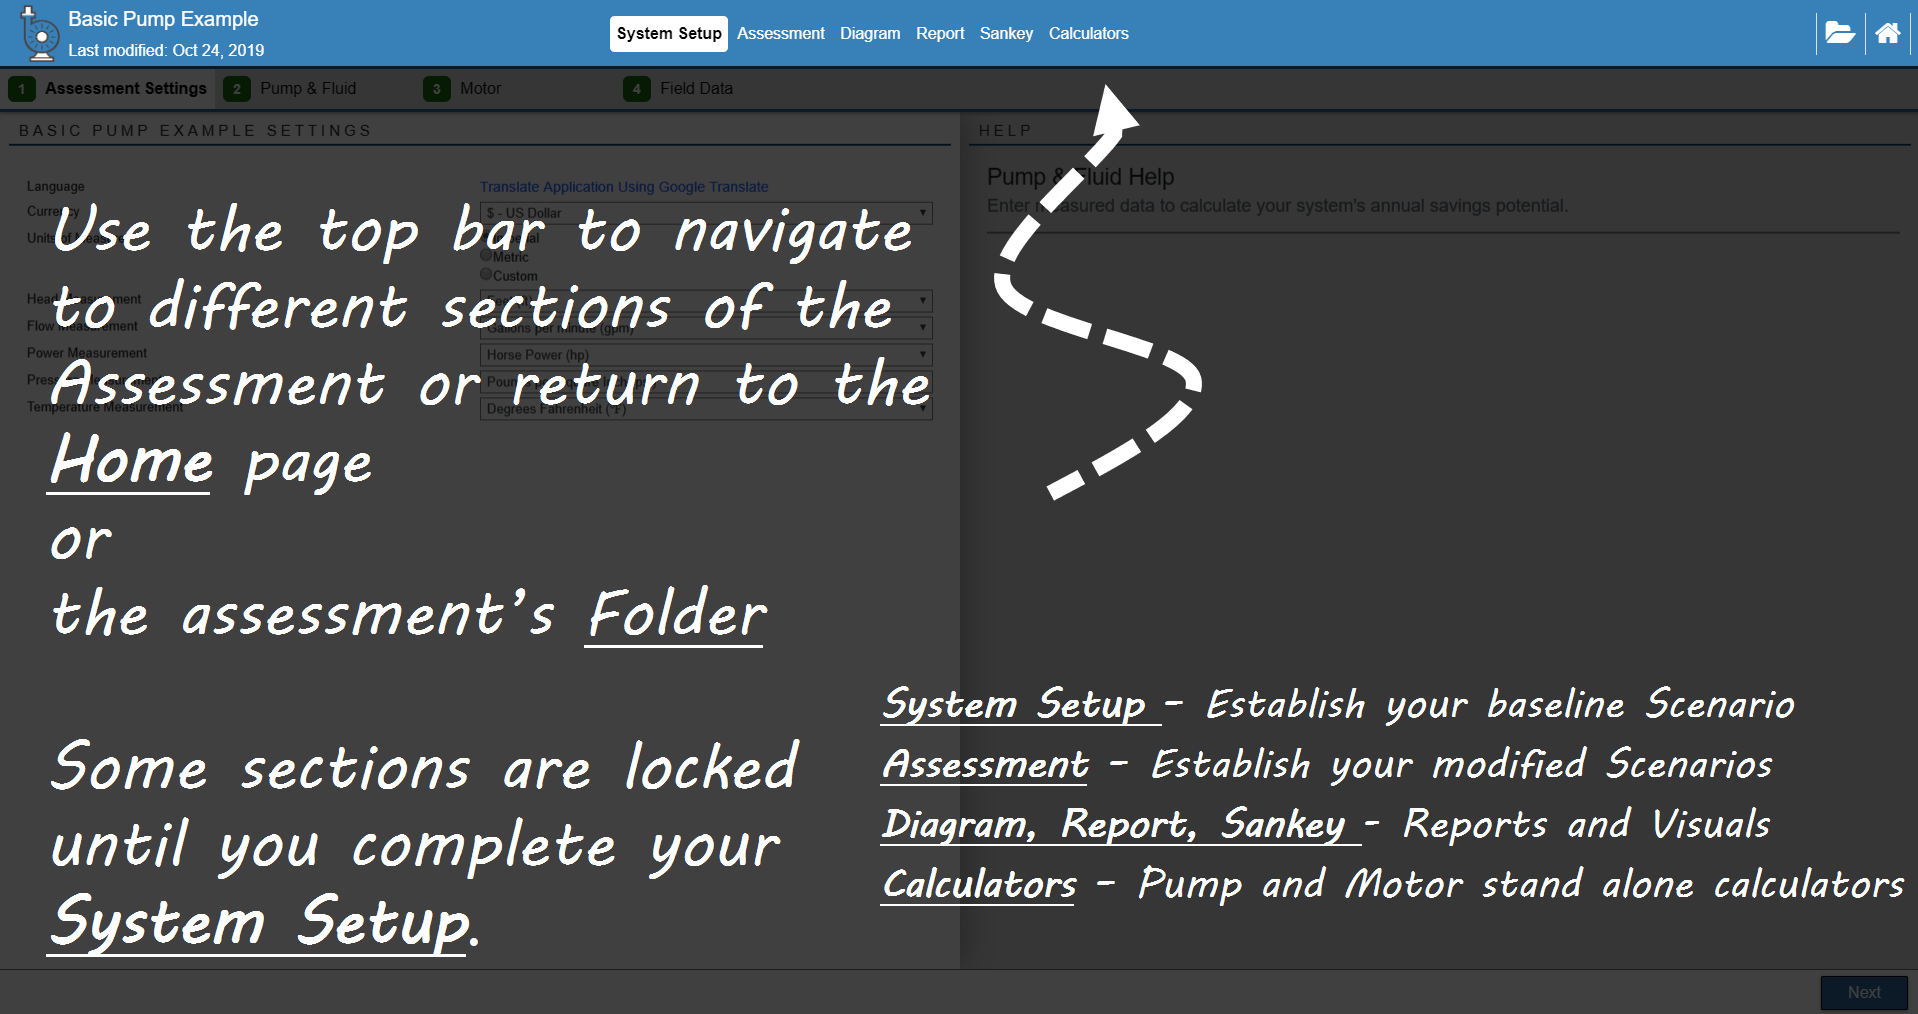 Basic Pump Example
Last modified: Oct 24, 2019
System Setup Assessment Diagram Report Sankey Calculators
1 Assessment Settings 2 Pump & Fluid 3 Motor 4 Field Data
BASIC PUMP EXAMPLE SETTINGS
HELP
Language
Translate Application Using Google Translate
Currency
$ - US Dollar
Units of Measure
Metric
Custom
Head Measurement
Flow Measurement
Gallons per minute (gpm)
Power Measurement
Horse Power (hp)
Pressure Measurement
Temperature Measurement
Degrees Fahrenheit (°F)
Pump & Fluid Help
Enter measured data to calculate your system's annual savings potential.
Use the top bar to navigate
to different sections of the
Assessment or return to the
Home page
or
the assessment's Folder
Some sections are locked
until you complete your
System Setup.
System Setup - Establish your baseline Scenario
Assessment - Establish your modified Scenarios
Diagram, Report, Sankey - Reports and Visuals
Calculators - Pump and Motor stand alone calculators
Next